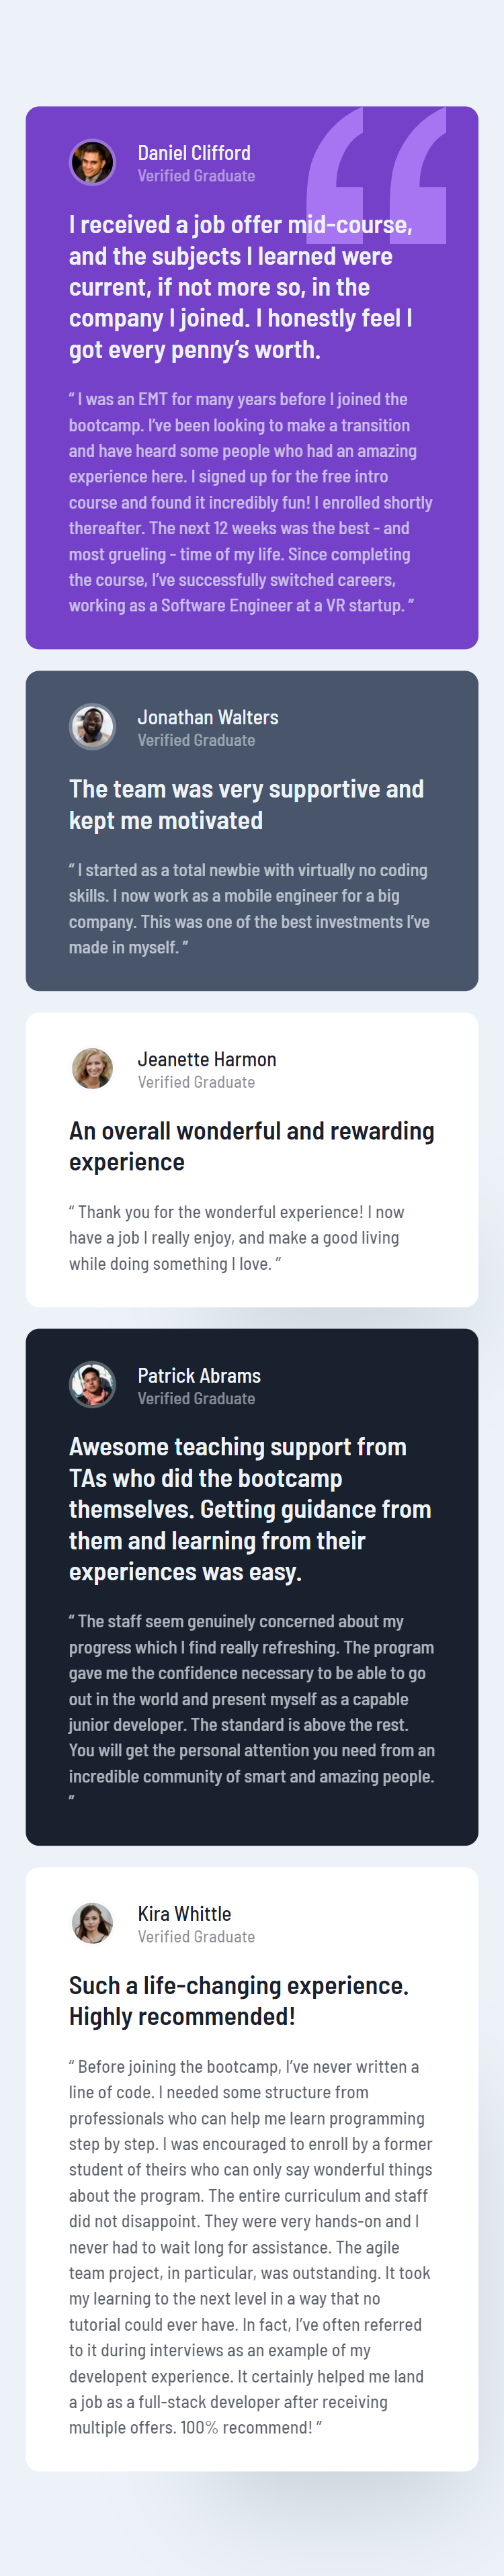 Daniel Clifford
Verified Graduate
I received a job offer mid-course,
and the subjects I learned were
current, if not more so, in the
company I joined. I honestly feel I
got every penny’s worth.
“ I was an EMT for many years before I joined the
bootcamp. I’ve been looking to make a transition
and have heard some people who had an amazing
experience here. I signed up for the free intro
course and found it incredibly fun! I enrolled shortly
thereafter. The next 12 weeks was the best - and
most grueling - time of my life. Since completing
the course, I’ve successfully switched careers,
working as a Software Engineer at a VR startup. ”
Jonathan Walters
Verified Graduate
The team was very supportive and
kept me motivated
“ I started as a total newbie with virtually no coding
skills. I now work as a mobile engineer for a big
company. This was one of the best investments I’ve
made in myself. ”
Jeanette Harmon
Verified Graduate
An overall wonderful and rewarding
experience
“ Thank you for the wonderful experience! I now
have a job I really enjoy, and make a good living
while doing something I love. ”
Patrick Abrams
Verified Graduate
Awesome teaching support from
TAs who did the bootcamp
themselves. Getting guidance from
them and learning from their
experiences was easy.
“ The staff seem genuinely concerned about my
progress which I find really refreshing. The program
gave me the confidence necessary to be able to go
out in the world and present myself as a capable
junior developer. The standard is above the rest.
You will get the personal attention you need from an
incredible community of smart and amazing people.
”
Kira Whittle
Verified Graduate
Such a life-changing experience.
Highly recommended!
“ Before joining the bootcamp, I’ve never written a
line of code. I needed some structure from
professionals who can help me learn programming
step by step. I was encouraged to enroll by a former
student of theirs who can only say wonderful things
about the program. The entire curriculum and staff
did not disappoint. They were very hands-on and I
never had to wait long for assistance. The agile
team project, in particular, was outstanding. It took
my learning to the next level in a way that no
tutorial could ever have. In fact, I’ve often referred
to it during interviews as an example of my
developent experience. It certainly helped me land
a job as a full-stack developer after receiving
multiple offers. 100% recommend! ”